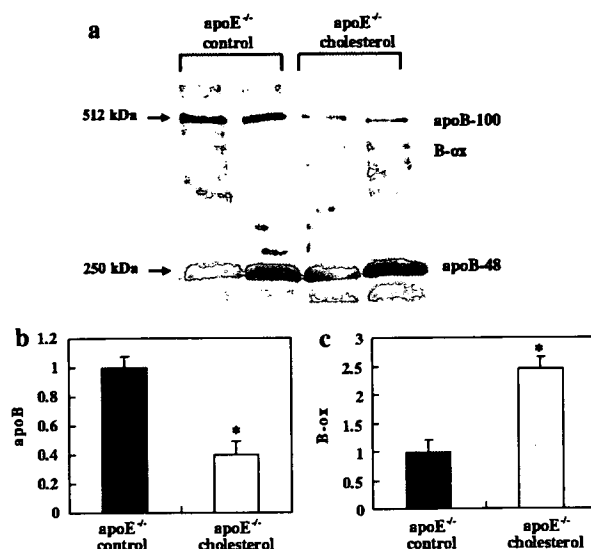 a
apoE-/- control
apoE-/- cholesterol
512 kDa
apoB-100
B-ox
250 kDa
apoB-48
b
apoB
1.2
1
0.8
0.6
0.4
0.2
0
*
apoE-/- control
apoE-/- cholesterol
c
B-ox
3
2.5
2
1.5
1
0.5
0
*
apoE-/- control
apoE-/- cholesterol